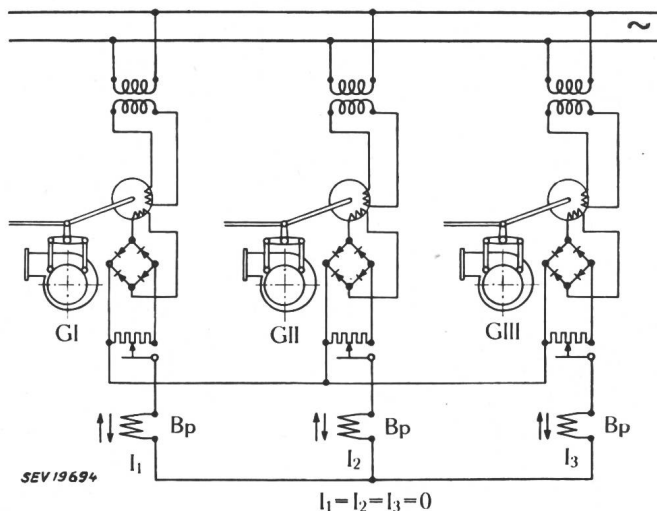 ~
GI
GII
GIII
Bp
Bp
Bp
I₁
I₂
I₃
SEV 19694
I₁ = I₂ = I₃ = 0